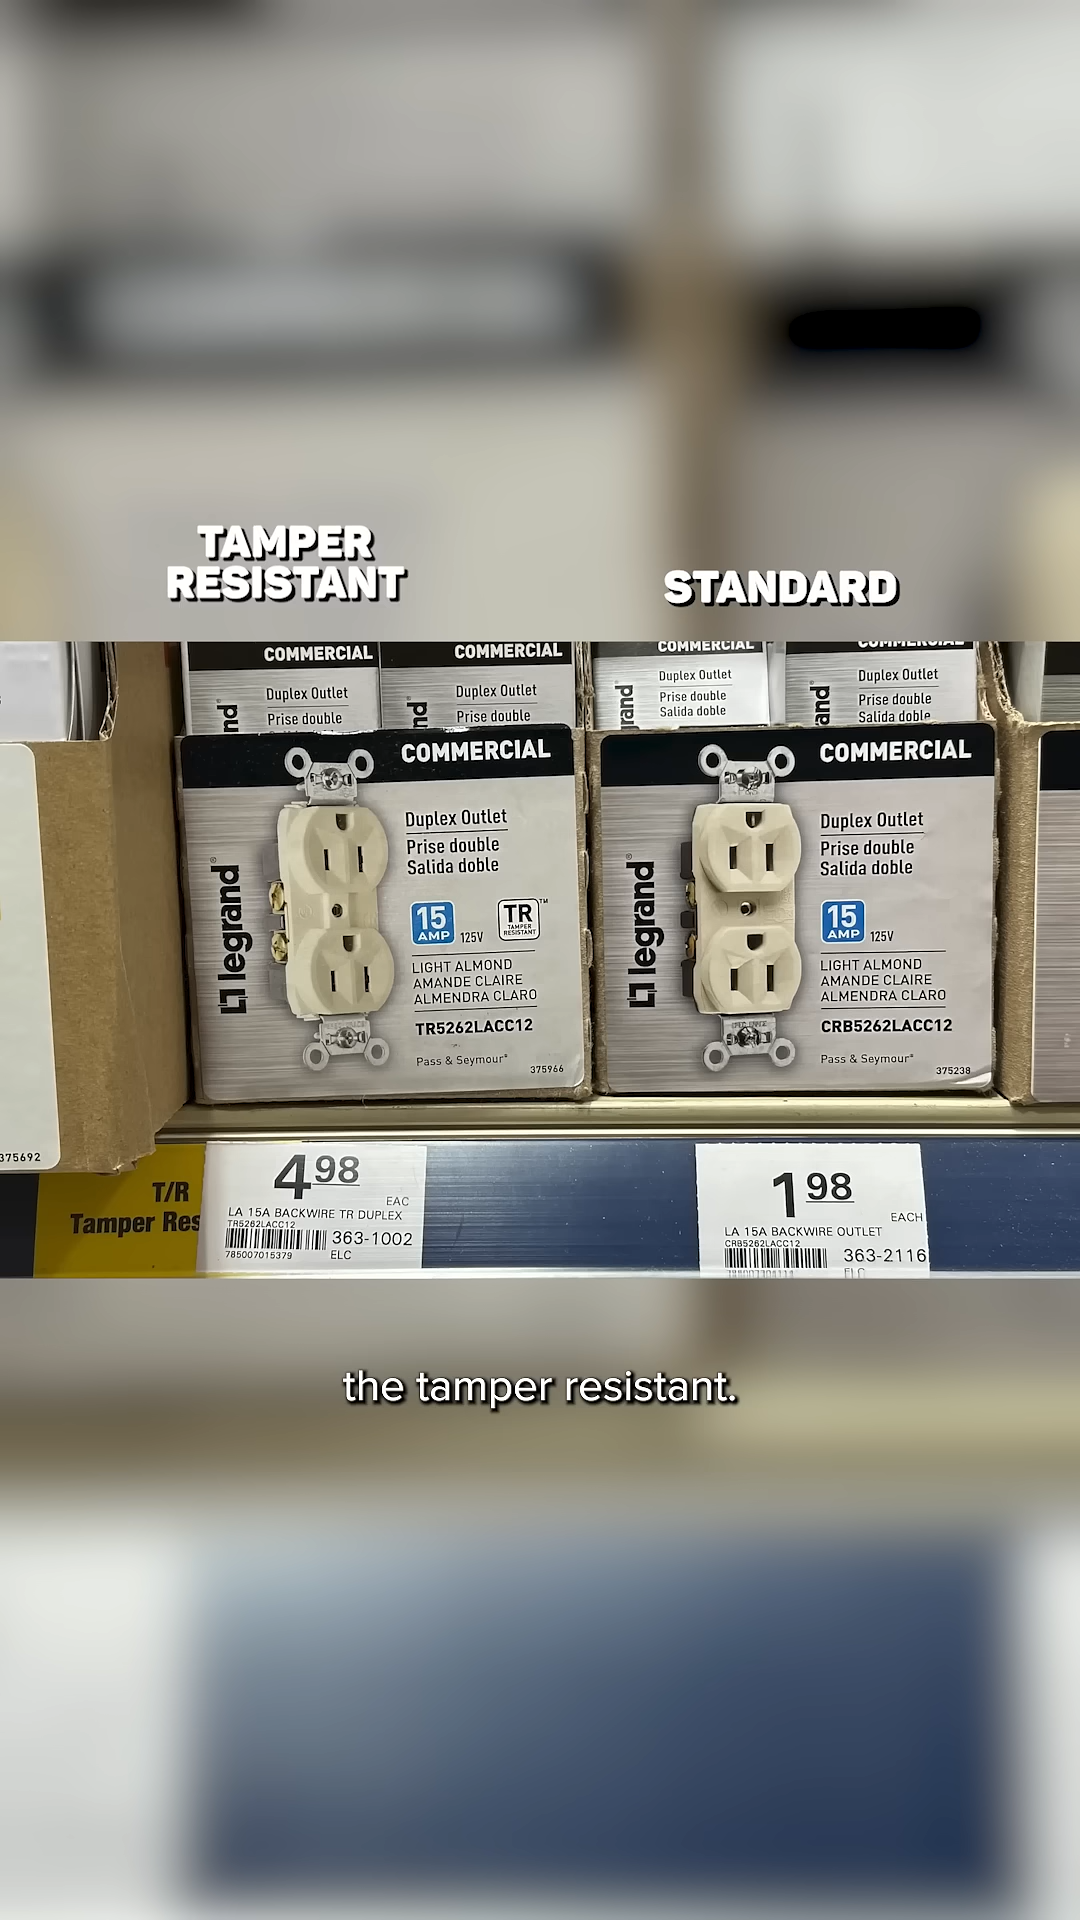 TAMPER
RESISTANT
STANDARD
COMMERCIAL
Duplex Outlet
Prise double
COMMERCIAL
Duplex Outlet
Prise double
COMMERCIAL
Duplex Outlet
Prise double
Salida doble
COMMERCIAL
Duplex Outlet
Prise double
Salida doble
COMMERCIAL
Duplex Outlet
Prise double
Salida doble
legrand®
15
AMP
125V
TR™
TAMPER
RESISTANT
LIGHT ALMOND
AMANDE CLAIRE
ALMENDRA CLARO
TR5262LACC12
Pass & Seymour®
375966
COMMERCIAL
Duplex Outlet
Prise double
Salida doble
legrand®
15
AMP
125V
LIGHT ALMOND
AMANDE CLAIRE
ALMENDRA CLARO
CRB5262LACC12
Pass & Seymour®
375238
375692
T/R
Tamper Res
4 98
EAC
LA 15A BACKWIRE TR DUPLEX
TR5262LACC12
363-1002
785007015379
ELC
1 98
EACH
LA 15A BACKWIRE OUTLET
CRB5262LACC12
363-2116
the tamper resistant.